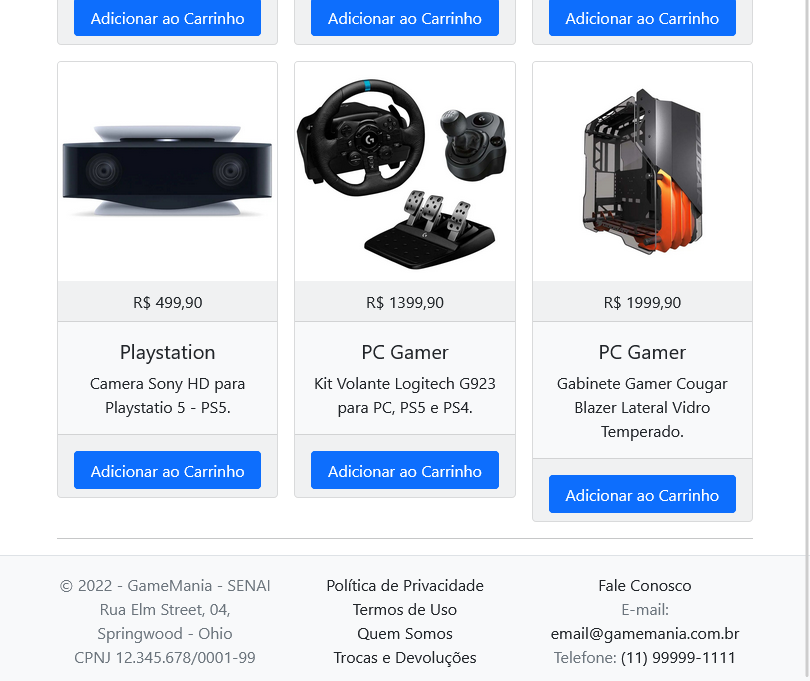 Adicionar ao Carrinho
Adicionar ao Carrinho
Adicionar ao Carrinho
R$ 499,90
Playstation
Camera Sony HD para
Playstatio 5 - PS5.
Adicionar ao Carrinho
R$ 1399,90
PC Gamer
Kit Volante Logitech G923
para PC, PS5 e PS4.
Adicionar ao Carrinho
R$ 1999,90
PC Gamer
Gabinete Gamer Cougar
Blazer Lateral Vidro
Temperado.
Adicionar ao Carrinho
© 2022 - GameMania - SENAI
Rua Elm Street, 04,
Springwood - Ohio
CPNJ 12.345.678/0001-99
Política de Privacidade
Termos de Uso
Quem Somos
Trocas e Devoluções
Fale Conosco
E-mail:
email@gamemania.com.br
Telefone: (11) 99999-1111